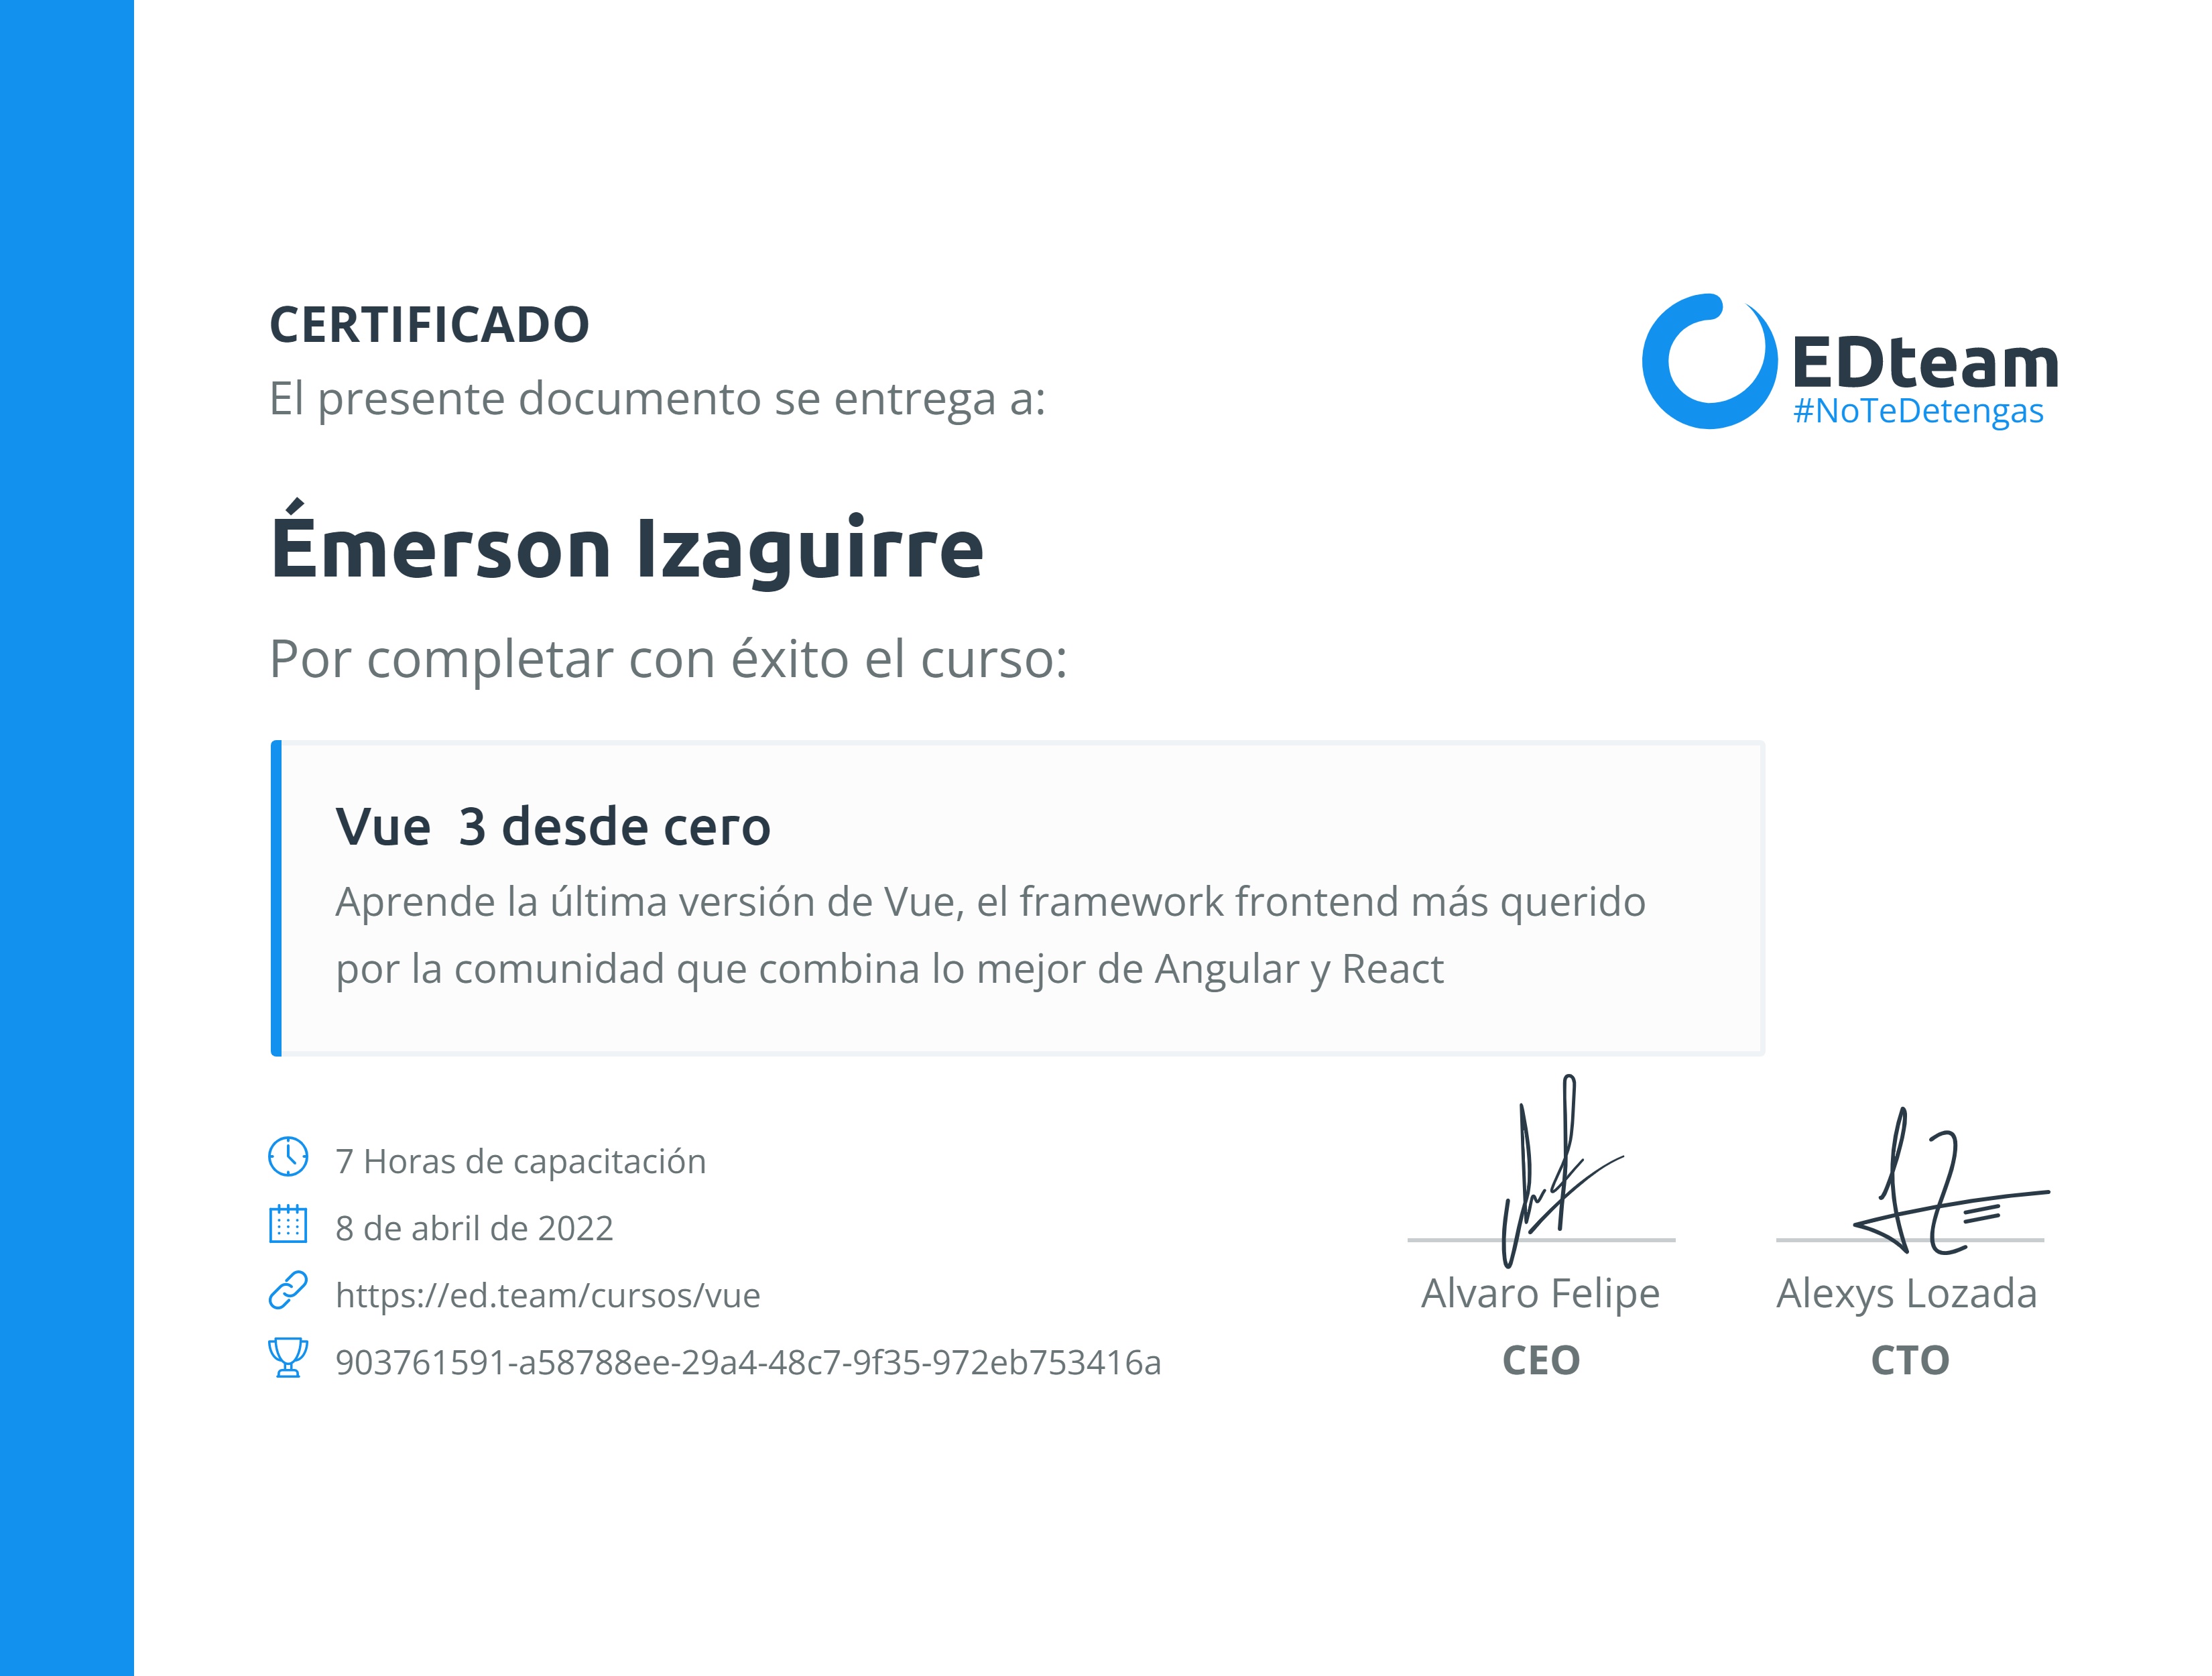 CERTIFICADO
El presente documento se entrega a:
EDteam
#NoTeDetengas
Émerson Izaguirre
Por completar con éxito el curso:
Vue  3 desde cero
Aprende la última versión de Vue, el framework frontend más querido
por la comunidad que combina lo mejor de Angular y React
7 Horas de capacitación
8 de abril de 2022
https://ed.team/cursos/vue
903761591-a58788ee-29a4-48c7-9f35-972eb753416a
Alvaro Felipe
CEO
Alexys Lozada
CTO